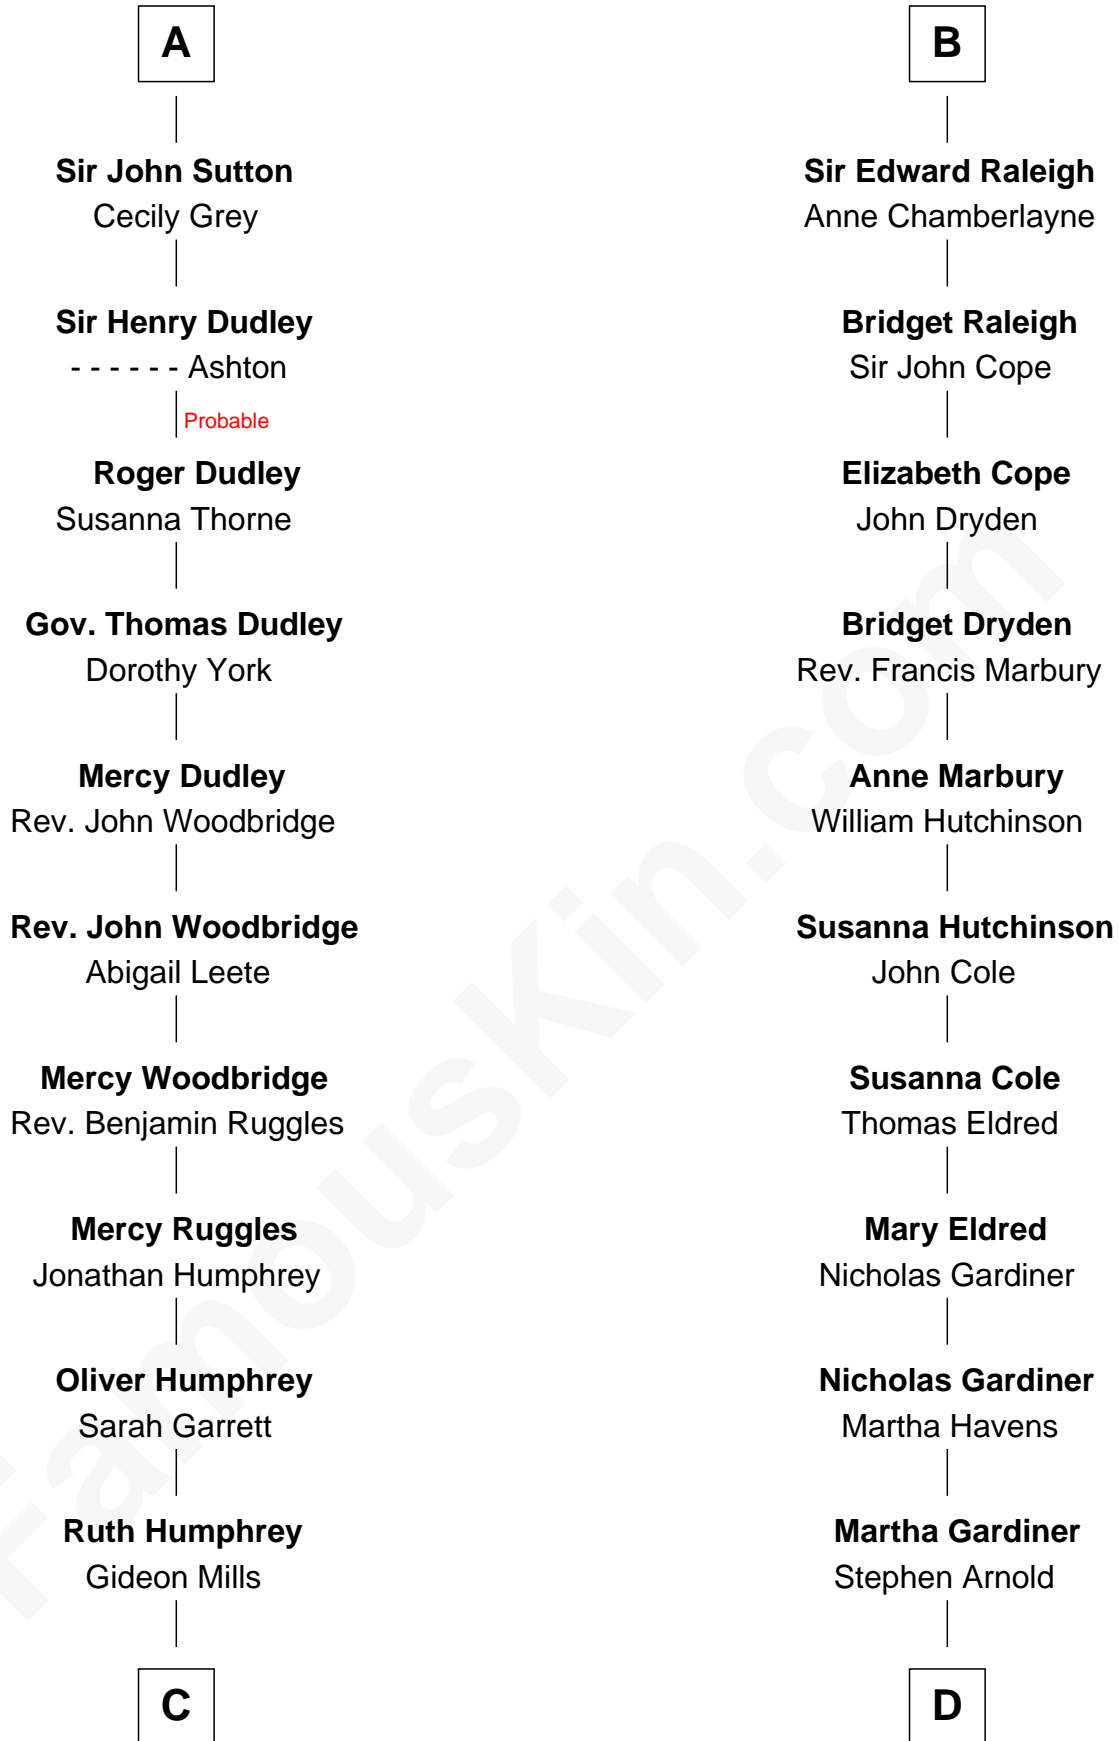 A
Sir John Sutton
Cecily Grey
Sir Henry Dudley
- - - - - - Ashton
Probable
Roger Dudley
Susanna Thorne
Gov. Thomas Dudley
Dorothy York
Mercy Dudley
Rev. John Woodbridge
Rev. John Woodbridge
Abigail Leete
Mercy Woodbridge
Rev. Benjamin Ruggles
Mercy Ruggles
Jonathan Humphrey
Oliver Humphrey
Sarah Garrett
Ruth Humphrey
Gideon Mills
C
B
Sir Edward Raleigh
Anne Chamberlayne
Bridget Raleigh
Sir John Cope
Elizabeth Cope
John Dryden
Bridget Dryden
Rev. Francis Marbury
Anne Marbury
William Hutchinson
Susanna Hutchinson
John Cole
Susanna Cole
Thomas Eldred
Mary Eldred
Nicholas Gardiner
Nicholas Gardiner
Martha Havens
Martha Gardiner
Stephen Arnold
D
FamousKin.com